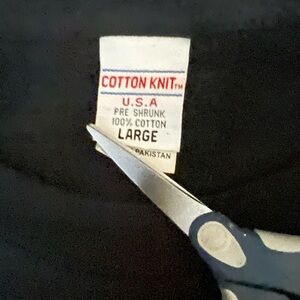 COTTON KNIT™
U.S.A
PRE SHRUNK
100% COTTON
LARGE
PAKISTAN